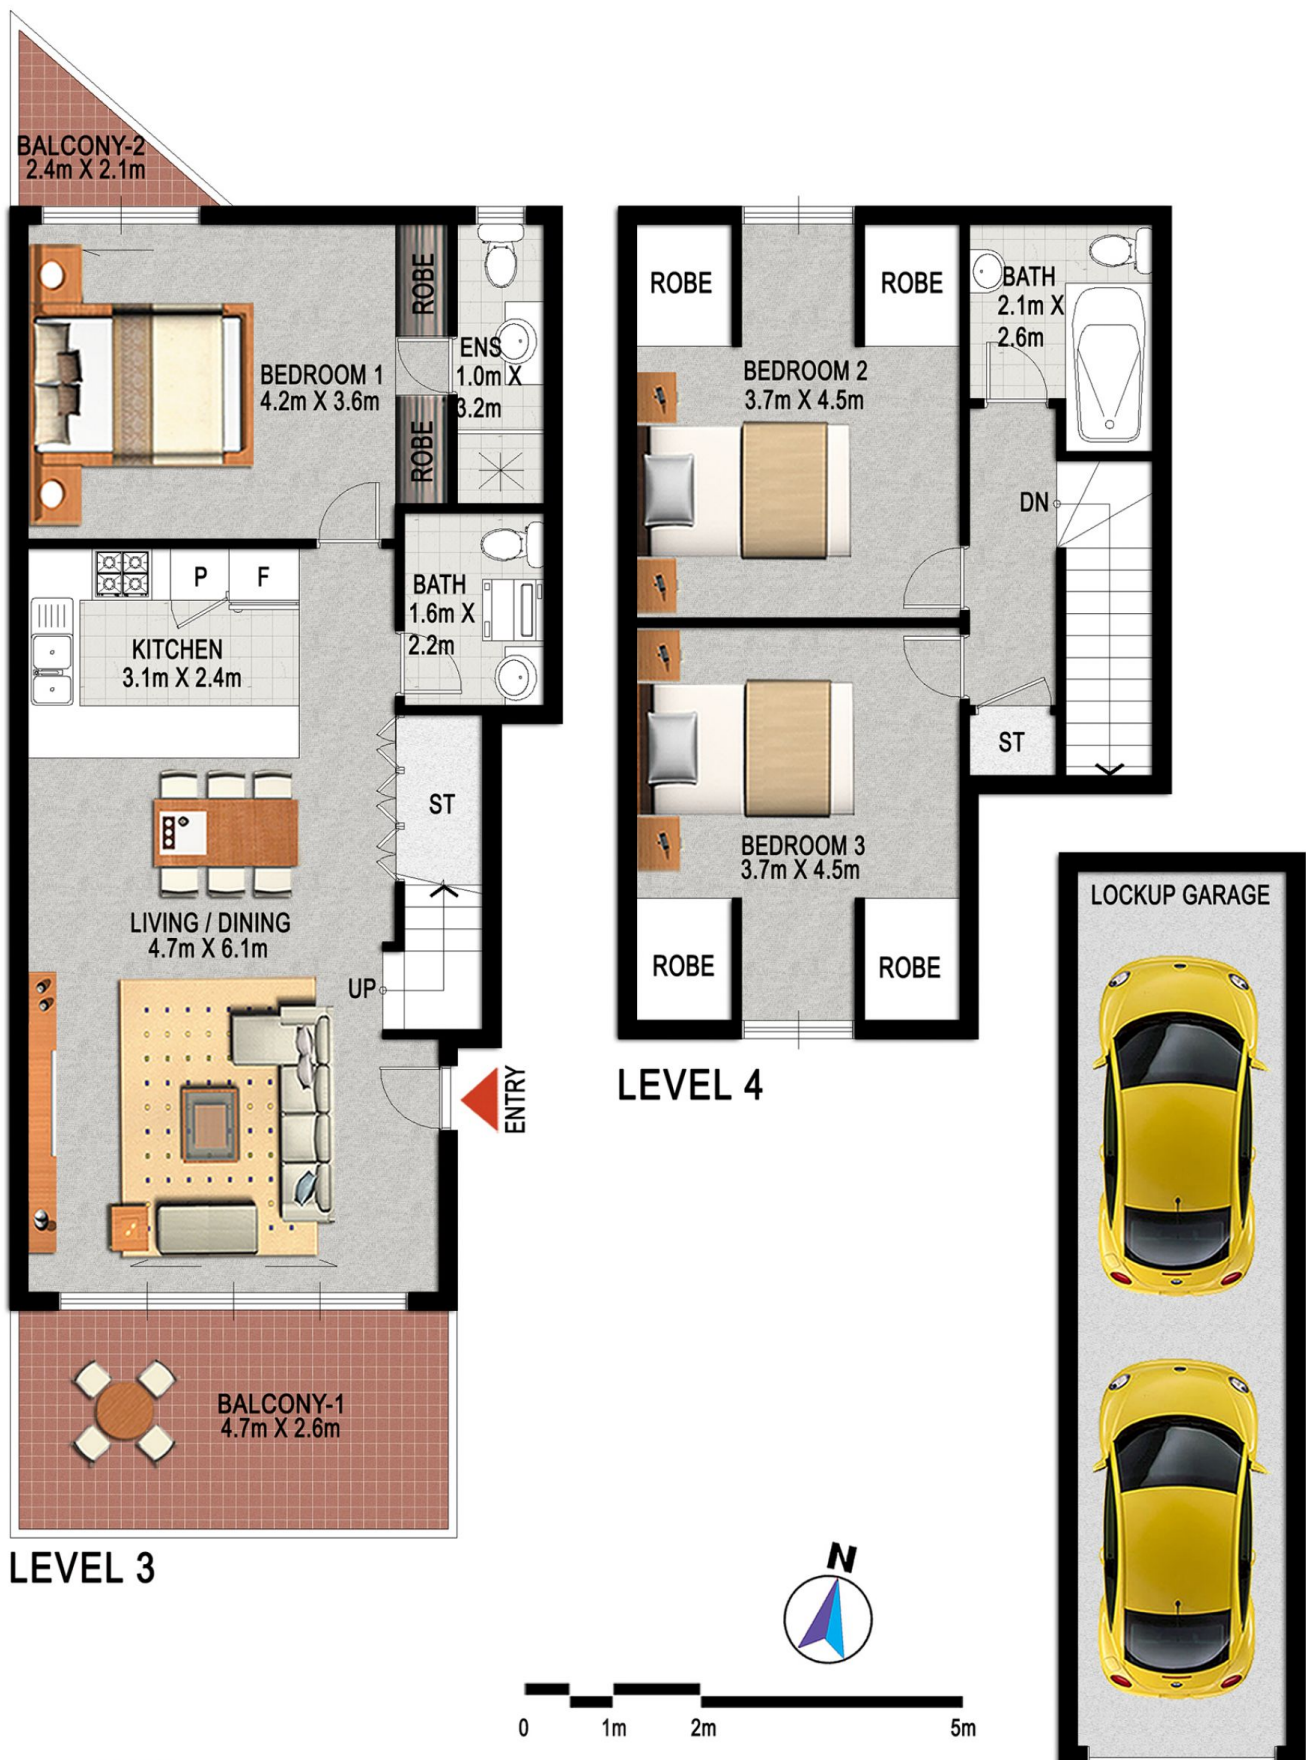 BALCONY-2
2.4m X 2.1m
ROBE
ENS
1.0m X
3.2m
BEDROOM 1
4.2m X 3.6m
ROBE
P
F
BATH
1.6m X
2.2m
KITCHEN
3.1m X 2.4m
ST
LIVING / DINING
4.7m X 6.1m
UP
ENTRY
BALCONY-1
4.7m X 2.6m
LEVEL 3
ROBE
ROBE
BATH
2.1m X
2.6m
BEDROOM 2
3.7m X 4.5m
DN
ST
BEDROOM 3
3.7m X 4.5m
ROBE
ROBE
LEVEL 4
LOCKUP GARAGE
N
0 1m 2m 5m